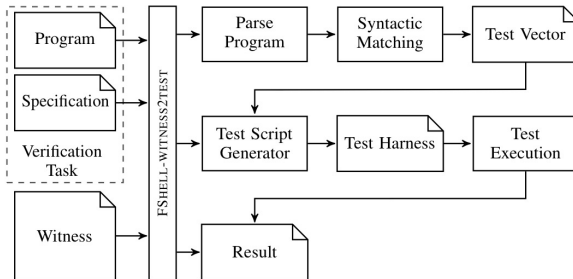 Program
Specification
Verification
Task
Witness
FSHELL-WITNESS2TEST
Parse
Program
Syntactic
Matching
Test Vector
Test Script
Generator
Test Harness
Test
Execution
Result